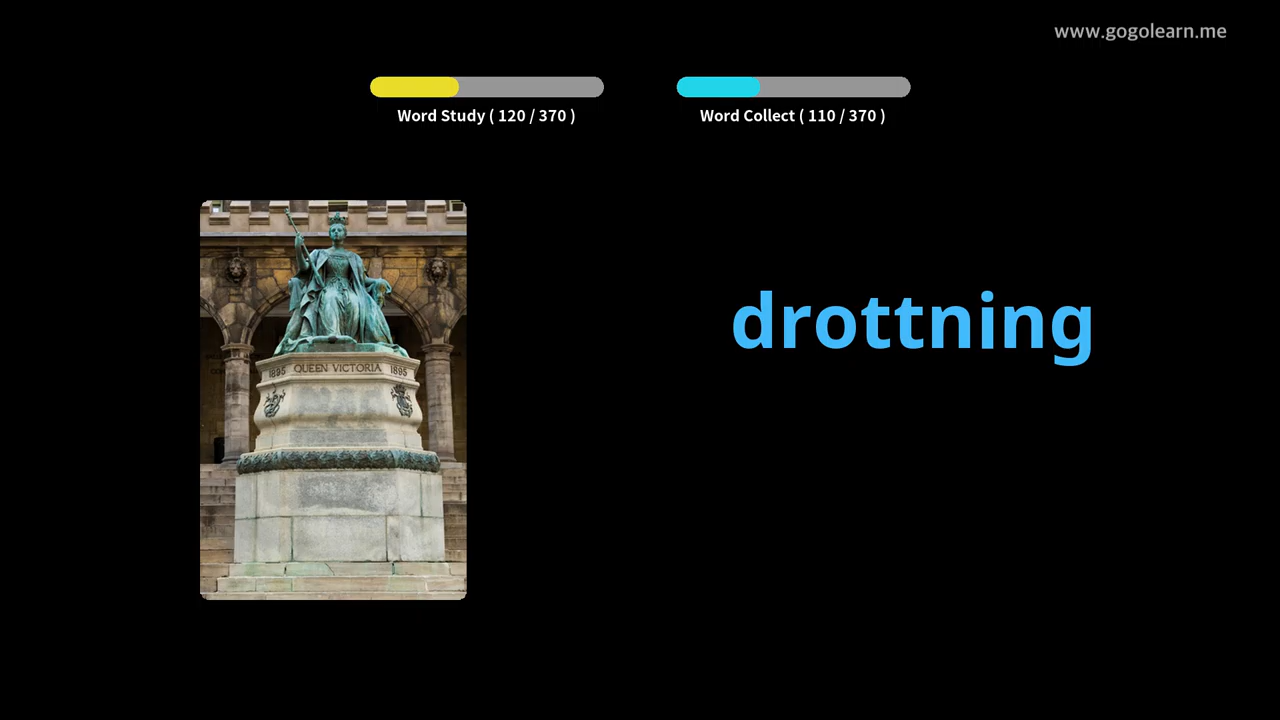 www.gogolearn.me
Word Study ( 120 / 370 )
Word Collect ( 110 / 370 )
drottning
1895 QUEEN VICTORIA 1895